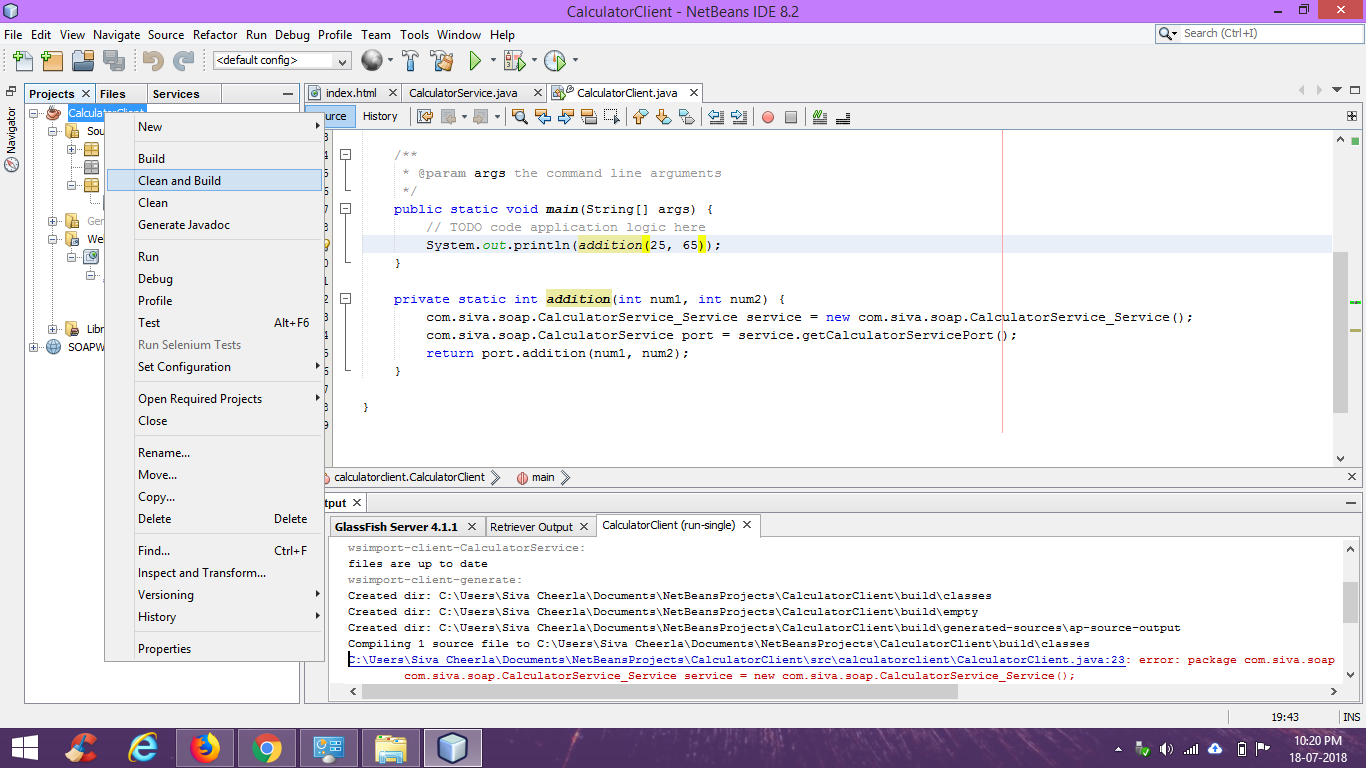 CalculatorClient - NetBeans IDE 8.2
File Edit View Navigate Source Refactor Run Debug Profile Team Tools Window Help
Search (Ctrl+I)
<default config>
Projects Files Services
index.html CalculatorService.java CalculatorClient.java
Navigator
History
New
Build
Clean and Build
Clean
Generate Javadoc
Run
Debug
Profile
Test Alt+F6
Run Selenium Tests
Set Configuration
Open Required Projects
Close
Rename...
Move...
Copy...
Delete Delete
Find... Ctrl+F
Inspect and Transform...
Versioning
History
Properties
/**
* @param args the command line arguments
*/
public static void main(String[] args) {
// TODO code application logic here
System.out.println(addition(25, 65));
}
private static int addition(int num1, int num2) {
com.siva.soap.CalculatorService_Service service = new com.siva.soap.CalculatorService_Service();
com.siva.soap.CalculatorService port = service.getCalculatorServicePort();
return port.addition(num1, num2);
}
}
calculatorclient.CalculatorClient main
GlassFish Server 4.1.1 Retriever Output CalculatorClient (run-single)
wsimport-client-CalculatorService:
files are up to date
wsimport-client-generate:
Created dir: C:\Users\Siva Cheerla\Documents\NetBeansProjects\CalculatorClient\build\classes
Created dir: C:\Users\Siva Cheerla\Documents\NetBeansProjects\CalculatorClient\build\empty
Created dir: C:\Users\Siva Cheerla\Documents\NetBeansProjects\CalculatorClient\build\generated-sources\ap-source-output
Compiling 1 source file to C:\Users\Siva Cheerla\Documents\NetBeansProjects\CalculatorClient\build\classes
C:\Users\Siva Cheerla\Documents\NetBeansProjects\CalculatorClient\src\calculatorclient\CalculatorClient.java:23: error: package com.siva.soap
com.siva.soap.CalculatorService_Service service = new com.siva.soap.CalculatorService_Service();
19:43 INS
10:20 PM
18-07-2018